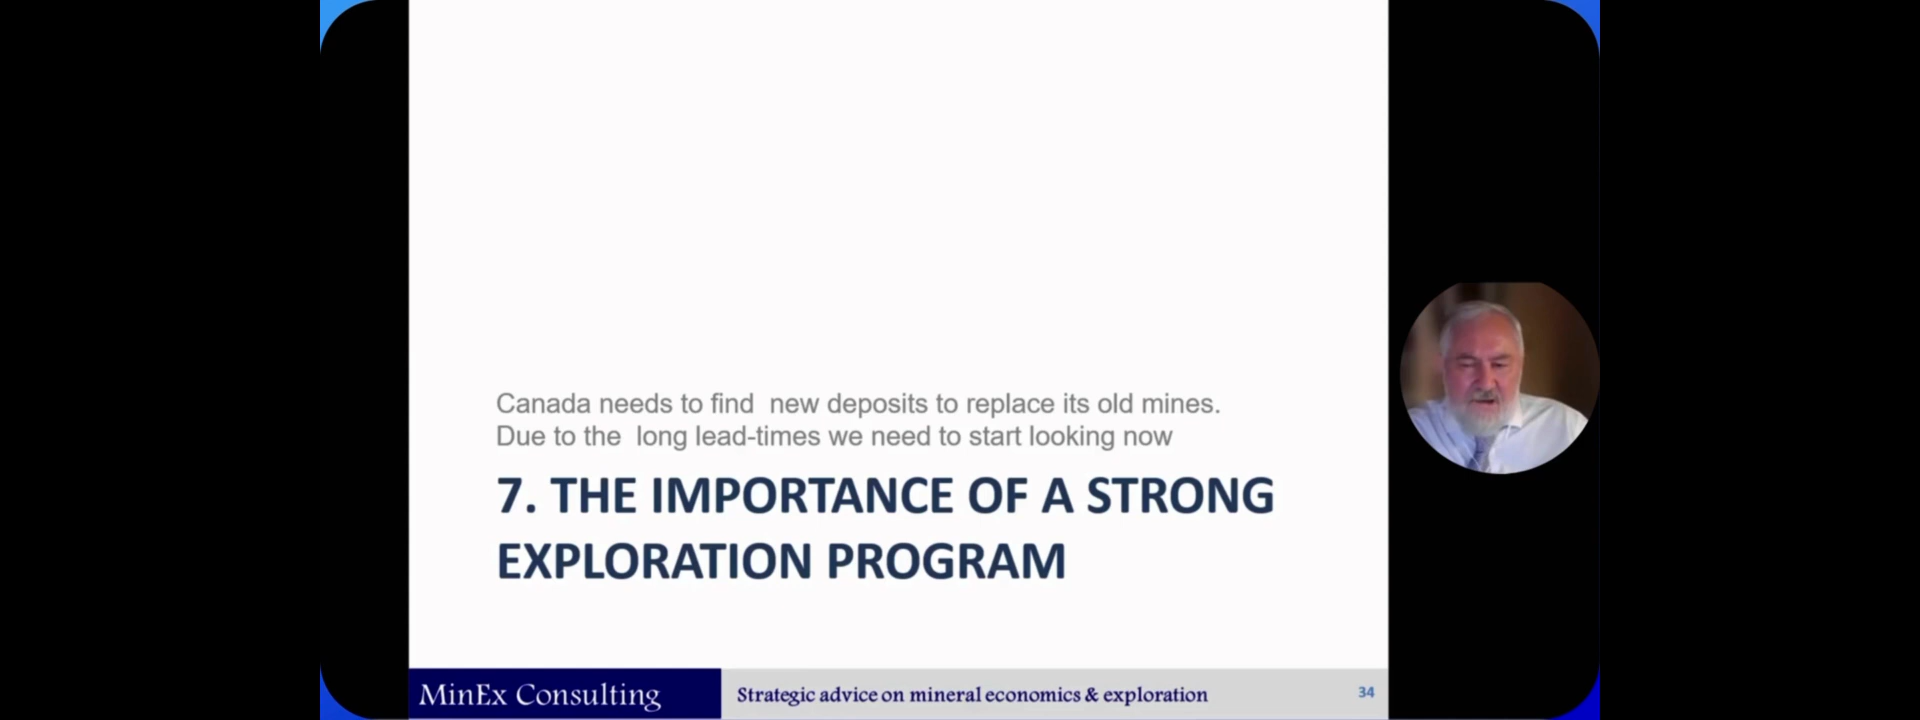 Canada needs to find  new deposits to replace its old mines.
Due to the  long lead-times we need to start looking now
7. THE IMPORTANCE OF A STRONG
EXPLORATION PROGRAM
MinEx Consulting
Strategic advice on mineral economics & exploration
34